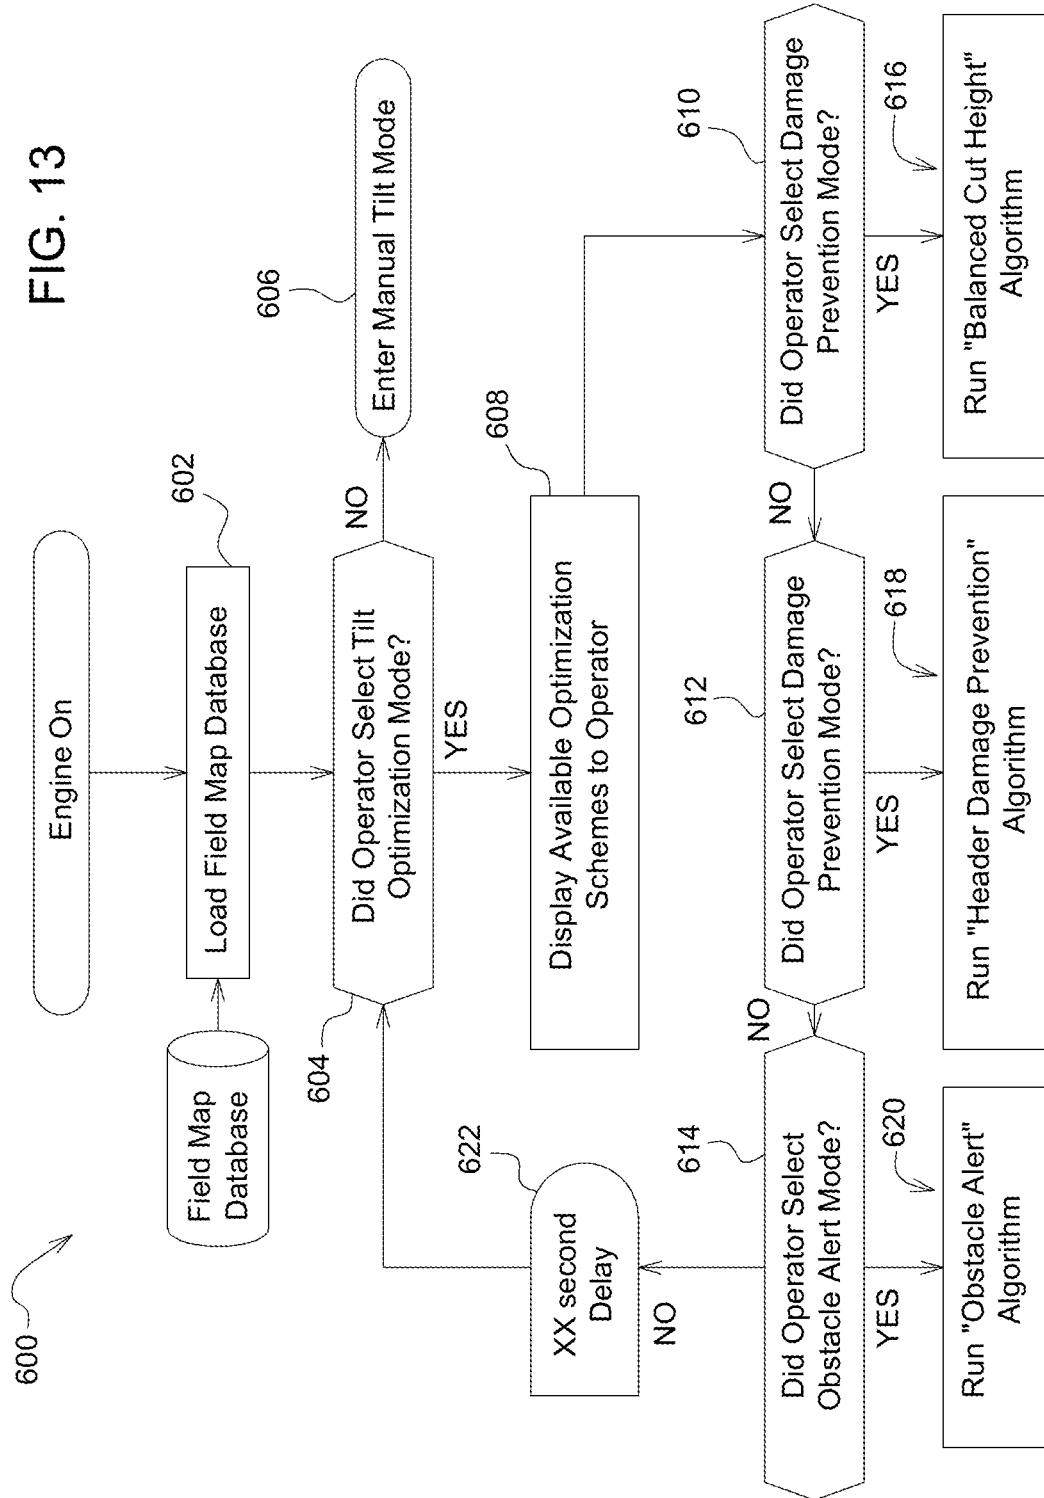 FIG. 13
600
Engine On
Field Map
Database
Load Field Map Database
602
604
Did Operator Select Tilt
Optimization Mode?
NO
Enter Manual Tilt Mode
606
YES
622
XX second
Delay
NO
Display Available Optimization
Schemes to Operator
608
614
Did Operator Select
Obstacle Alert Mode?
NO
612
Did Operator Select Damage
Prevention Mode?
NO
610
Did Operator Select Damage
Prevention Mode?
YES
620
YES
618
YES
616
Run "Obstacle Alert"
Algorithm
Run "Header Damage Prevention"
Algorithm
Run "Balanced Cut Height"
Algorithm